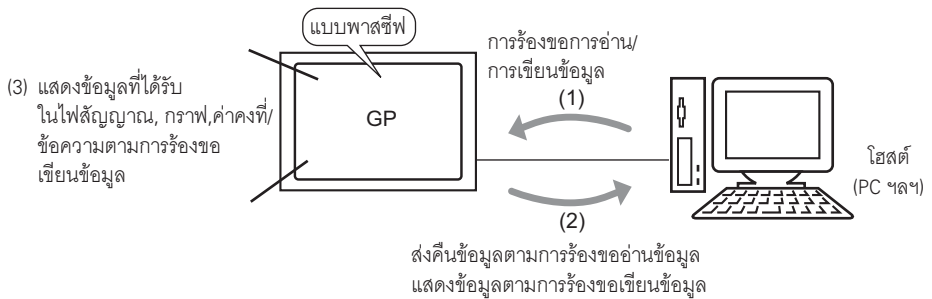 แบบพาสซีฟ
การร้องขอการอ่าน/
การเขียนข้อมูล
(1)
(3) แสดงข้อมูลที่ได้รับ
ในไฟสัญญาณ, กราฟ,ค่าคงที่/
ข้อความตามการร้องขอ
เขียนข้อมูล
GP
โฮสต์
(PC ฯลฯ)
(2)
ส่งคืนข้อมูลตามการร้องขออ่านข้อมูล
แสดงข้อมูลตามการร้องขอเขียนข้อมูล